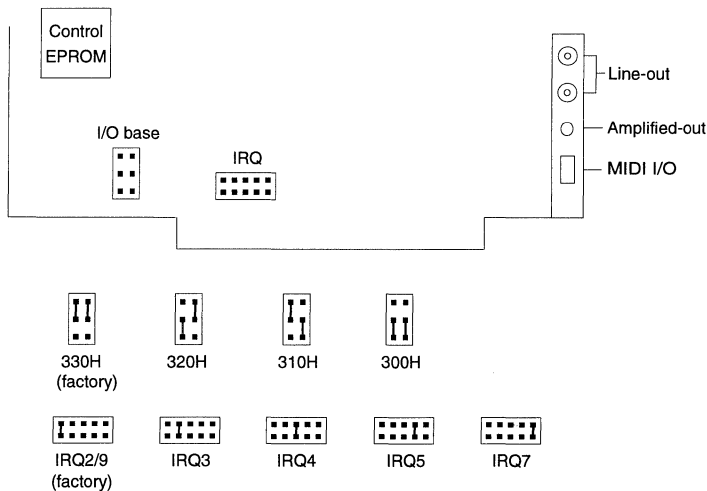 Control
EPROM
Line-out
Amplified-out
MIDI I/O
I/O base
IRQ
330H
(factory)
320H
310H
300H
IRQ2/9
(factory)
IRQ3
IRQ4
IRQ5
IRQ7